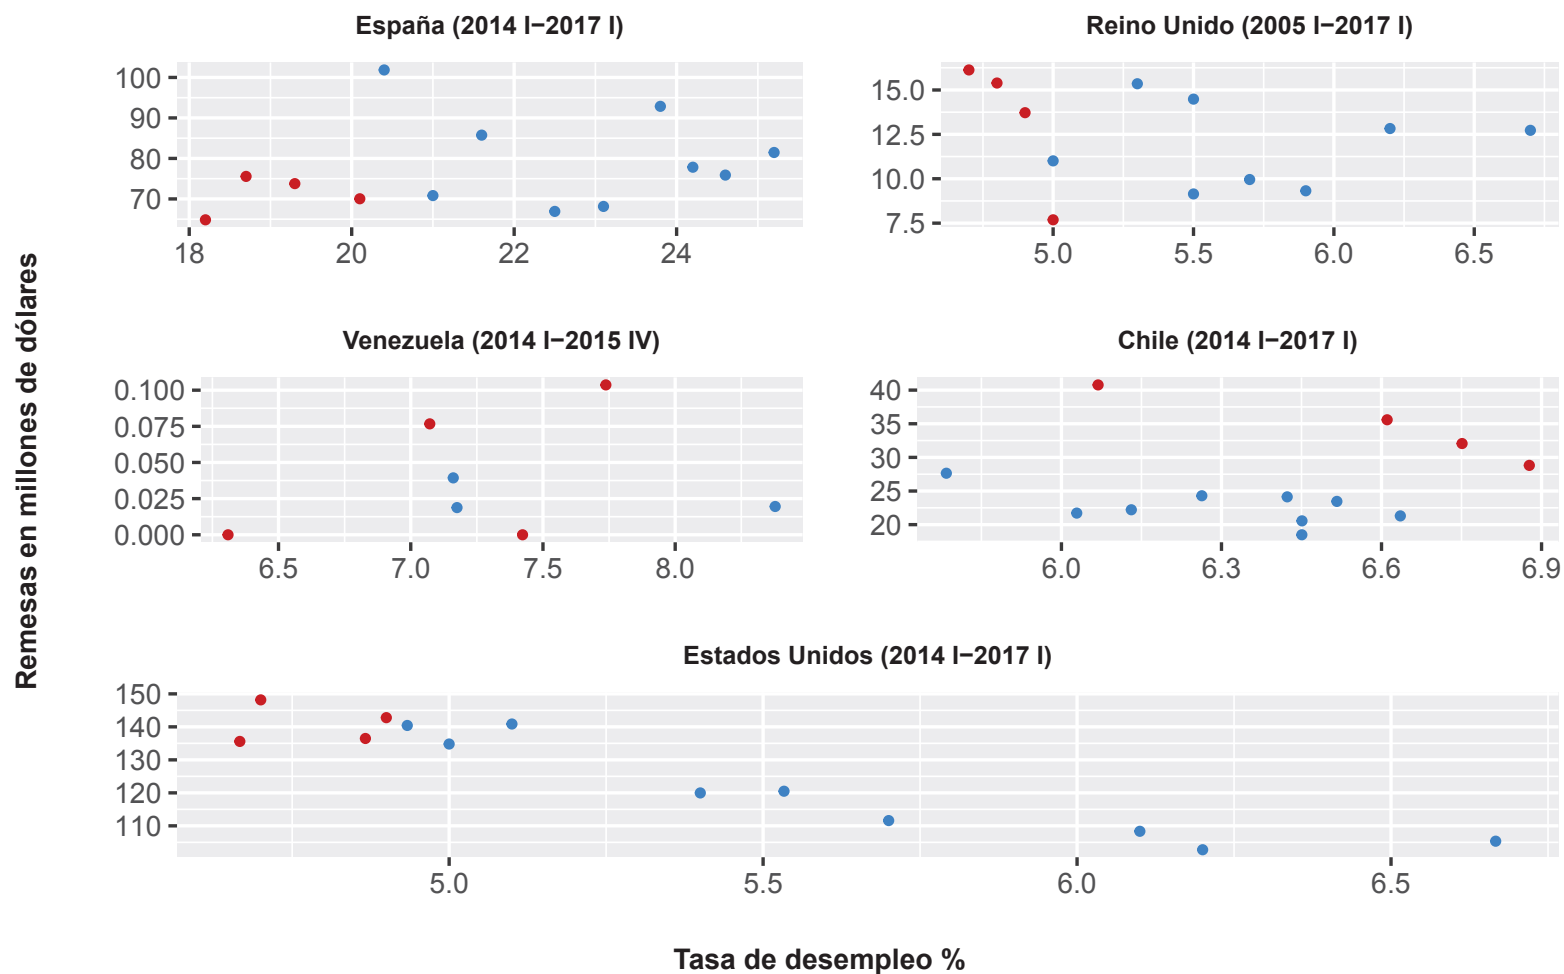 España (2014 I−2017 I)
100
90
80
70
18 20 22 24
Reino Unido (2005 I−2017 I)
15.0
12.5
10.0
7.5
5.0 5.5 6.0 6.5
Remesas en millones de dólares
Venezuela (2014 I−2015 IV)
0.100
0.075
0.050
0.025
0.000
6.5 7.0 7.5 8.0
Chile (2014 I−2017 I)
40
35
30
25
20
6.0 6.3 6.6 6.9
Estados Unidos (2014 I−2017 I)
150
140
130
120
110
5.0 5.5 6.0 6.5
Tasa de desempleo %